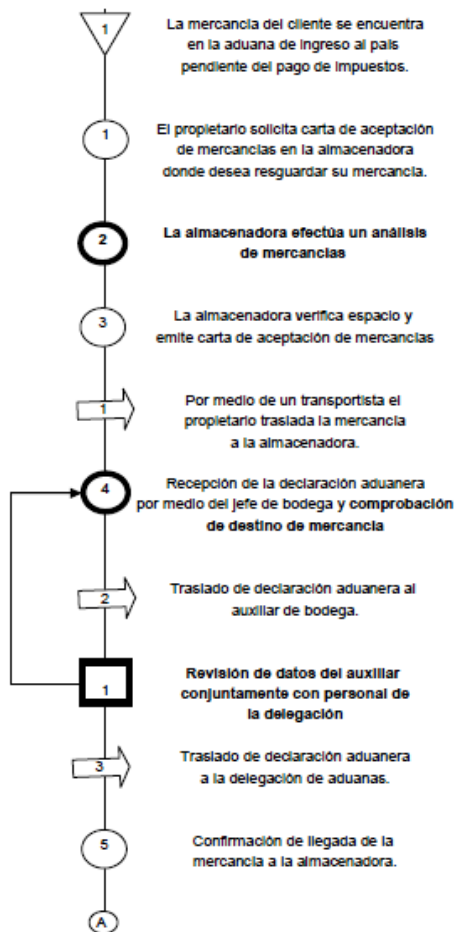 1
La mercancía del cliente se encuentra
en la aduana de ingreso al país
pendiente del pago de impuestos.
1
El propietario solicita carta de aceptación
de mercancías en la almacenadora
donde desea resguardar su mercancía.
2
La almacenadora efectúa un análisis
de mercancías
3
La almacenadora verifica espacio y
emite carta de aceptación de mercancías
1
Por medio de un transportista el
propietario traslada la mercancía
a la almacenadora.
4
Recepción de la declaración aduanera
por medio del jefe de bodega y comprobación
de destino de mercancía
2
Traslado de declaración aduanera al
auxiliar de bodega.
1
Revisión de datos del auxiliar
conjuntamente con personal de
la delegación
3
Traslado de declaración aduanera
a la delegación de aduanas.
5
Confirmación de llegada de la
mercancía a la almacenadora.
A